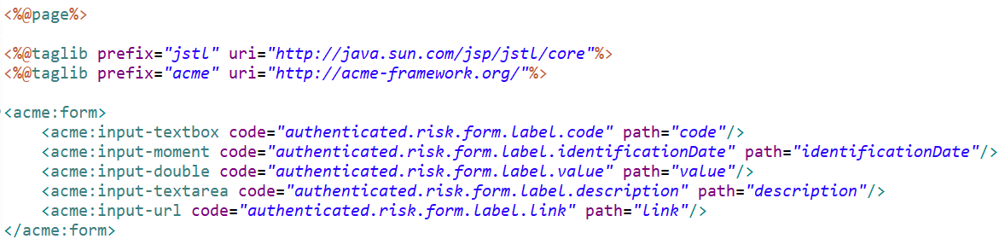 <%@page%>
<%@taglib prefix="jstl" uri="http://java.sun.com/jsp/jstl/core"%>
<%@taglib prefix="acme" uri="http://acme-framework.org/"%>
<acme:form>
<acme:input-textbox code="authenticated.risk.form.label.code" path="code"/>
<acme:input-moment code="authenticated.risk.form.label.identificationDate" path="identificationDate"/>
<acme:input-double code="authenticated.risk.form.label.value" path="value"/>
<acme:input-textarea code="authenticated.risk.form.label.description" path="description"/>
<acme:input-url code="authenticated.risk.form.label.link" path="link"/>
</acme:form>